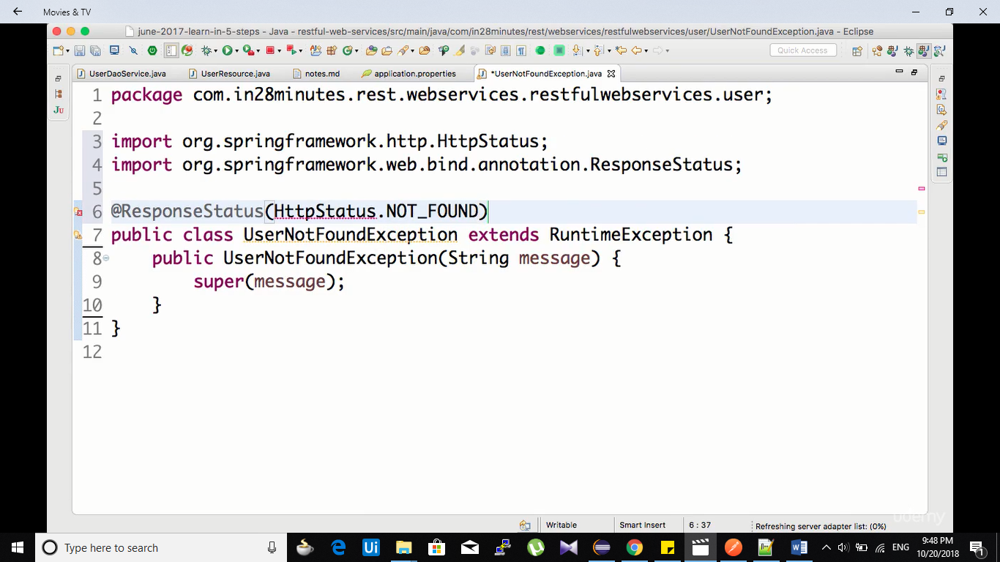 Movies & TV
june-2017-learn-in-5-steps - Java - restful-web-services/src/main/java/com/in28minutes/rest/webservices/restfulwebservices/user/UserNotFoundException.java - Eclipse
Quick Access
UserDaoService.java UserResource.java notes.md application.properties *UserNotFoundException.java
1 package com.in28minutes.rest.webservices.restfulwebservices.user;
2
3 import org.springframework.http.HttpStatus;
4 import org.springframework.web.bind.annotation.ResponseStatus;
5
6 @ResponseStatus(HttpStatus.NOT_FOUND)
7 public class UserNotFoundException extends RuntimeException {
8 public UserNotFoundException(String message) {
9 super(message);
10 }
11 }
12
JU
udemy
Writable Smart Insert 6 : 37 Refreshing server adapter list: (0%)
Type here to search Ui W ENG 9:48 PM
10/20/2018 1